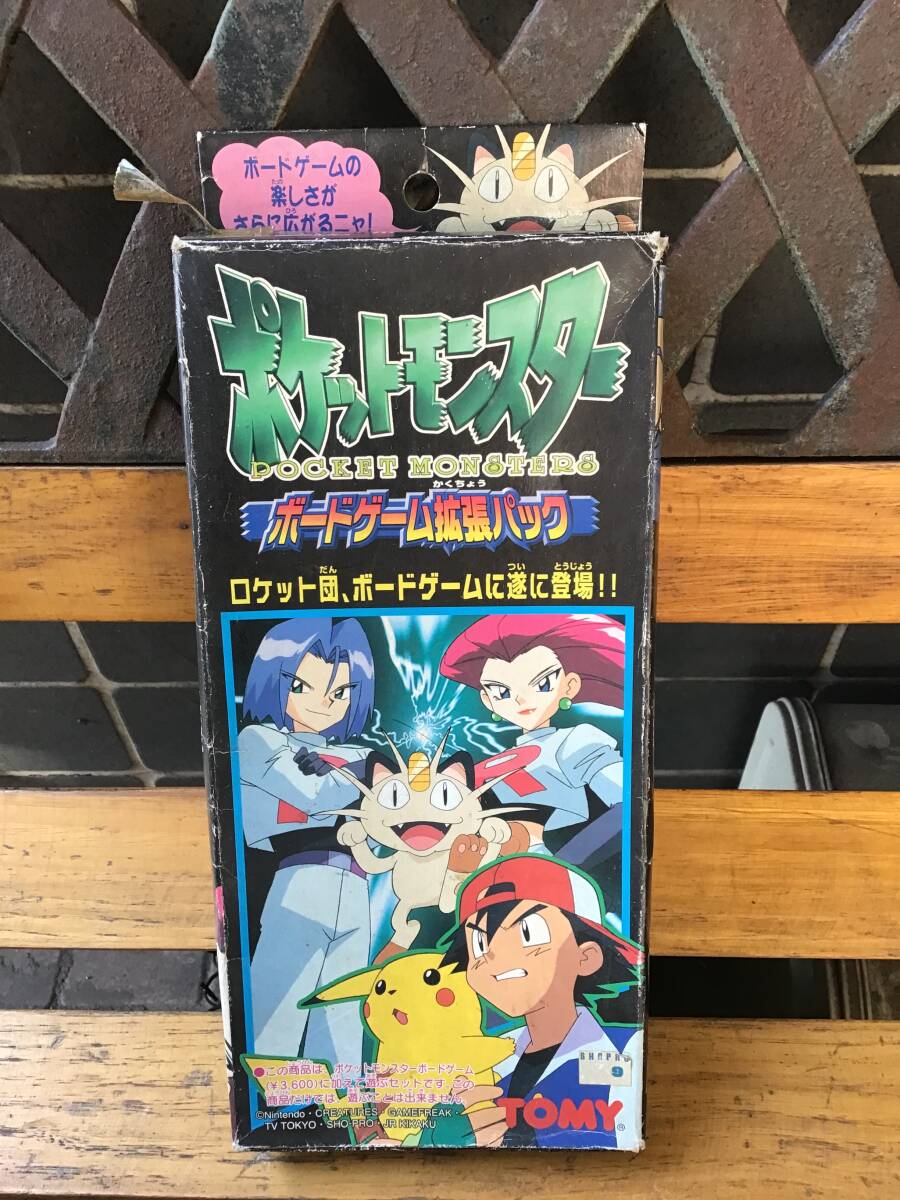 ボードゲームの
楽しさが
さらに広がるニャ!
ポケットモンスター
POCKET MONSTERS
ボードゲーム拡張パック
ロケット団、ボードゲームに遂に登場!!
●この商品は、ポケットモンスターボードゲーム
(¥3,600)に加えて遊ぶセットです。この
商品だけでは、遊ぶことは出来ません。
©Nintendo・CREATURES・GAMEFREAK・
TV TOKYO・SHO-PRO・JR KIKAKU
SHOPRO
TOMY®